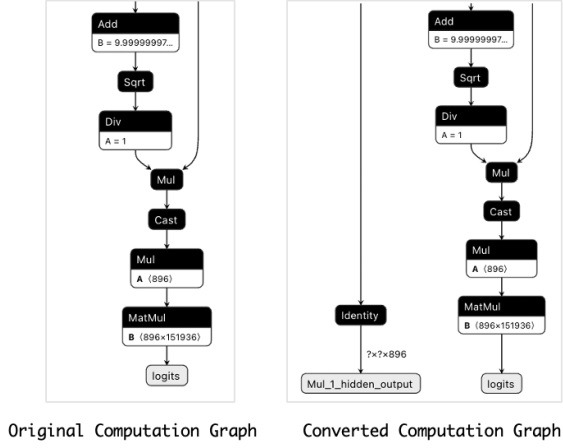 Add
B = 9.99999997...
Sqrt
Div
A = 1
Mul
Cast
Mul
A ⟨896⟩
MatMul
B ⟨896×151936⟩
logits
Original Computation Graph
Add
B = 9.99999997...
Sqrt
Div
A = 1
Mul
Cast
Mul
A ⟨896⟩
MatMul
B ⟨896×151936⟩
logits
Identity
?×?×896
Mul_1_hidden_output
Converted Computation Graph